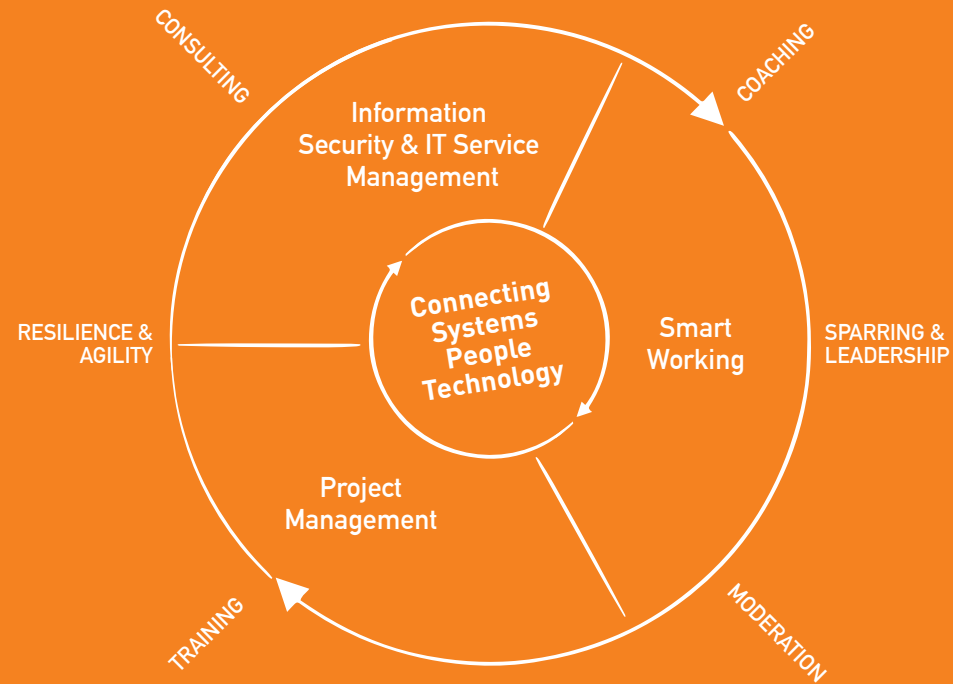 CONSULTING
COACHING
Information
Security & IT Service
Management
Connecting
Systems
People
Technology
Smart
Working
RESILIENCE &
AGILITY
SPARRING &
LEADERSHIP
Project
Management
TRAINING
MODERATION